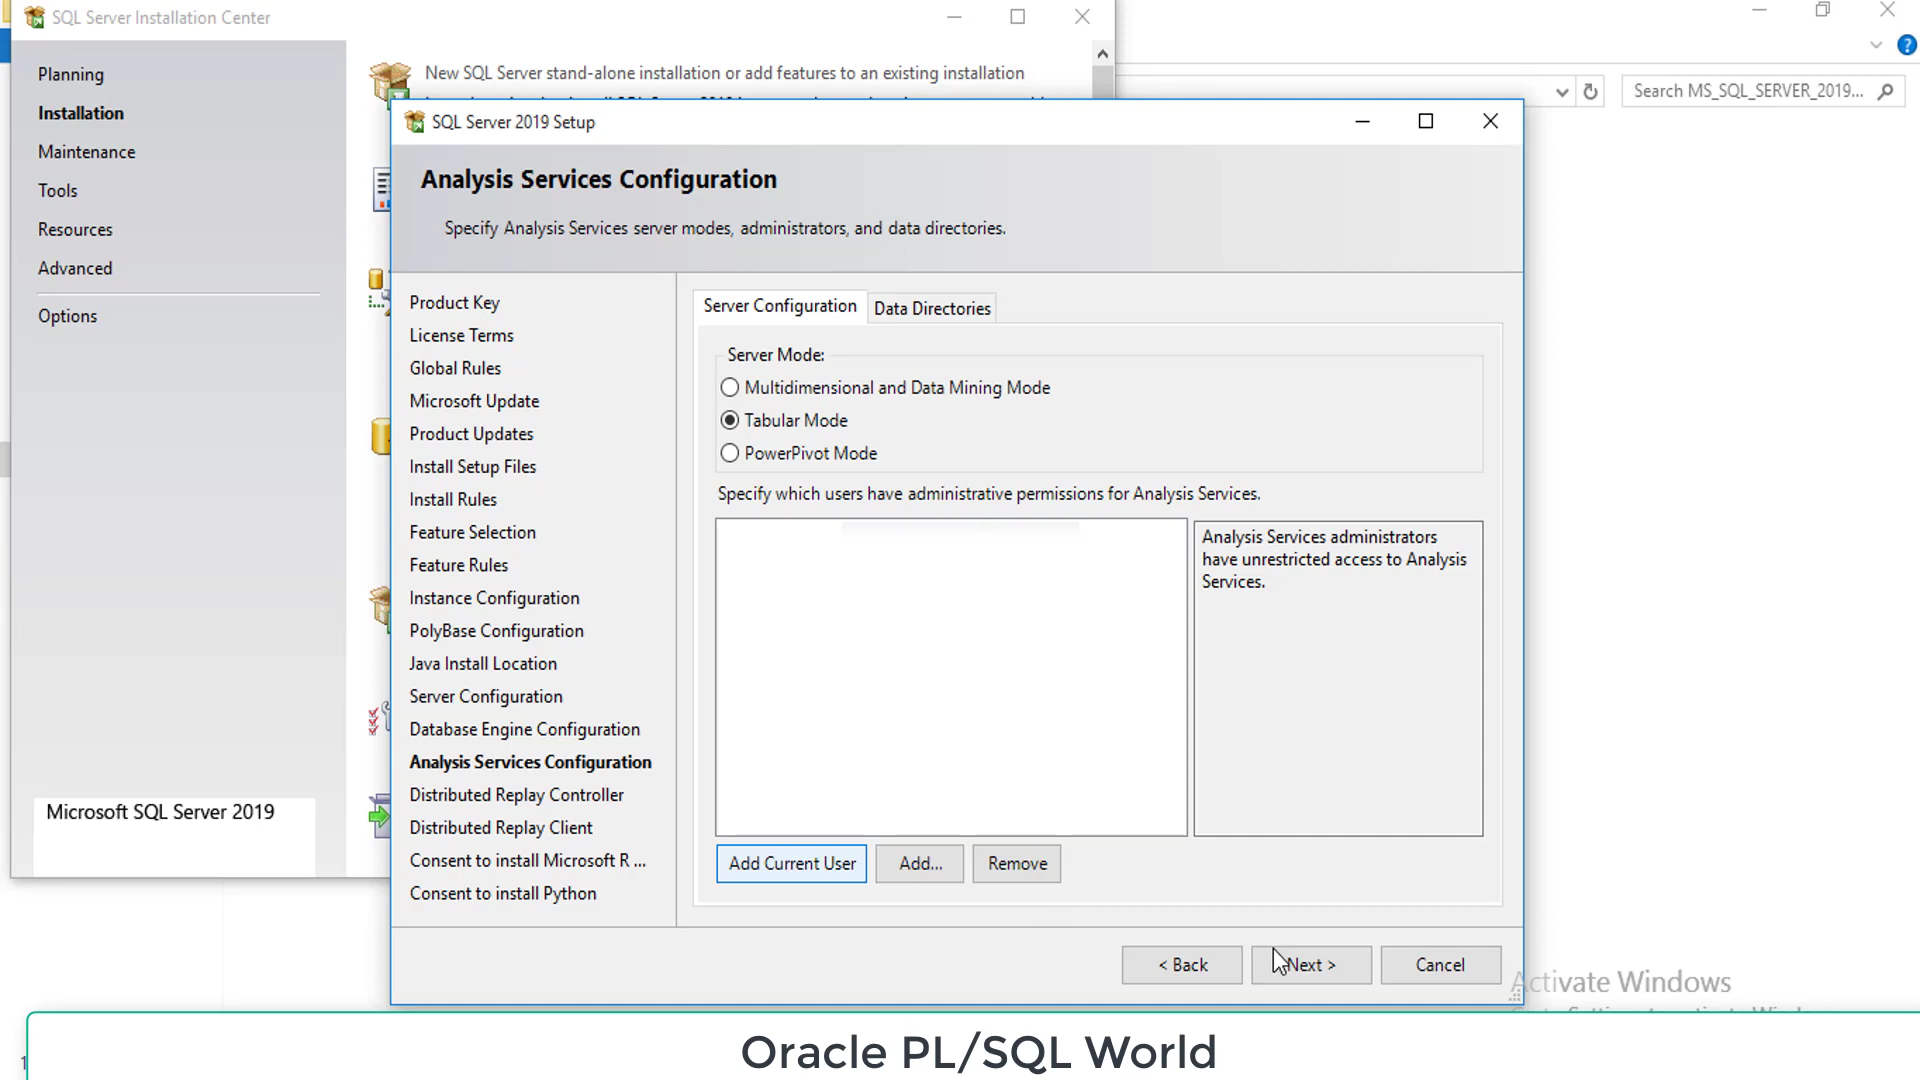 SQL Server Installation Center
Planning
Installation
Maintenance
Tools
Resources
Advanced
Options
Microsoft SQL Server 2019
New SQL Server stand-alone installation or add features to an existing installation
Search MS_SQL_SERVER_2019...
SQL Server 2019 Setup
Analysis Services Configuration
Specify Analysis Services server modes, administrators, and data directories.
Product Key
License Terms
Global Rules
Microsoft Update
Product Updates
Install Setup Files
Install Rules
Feature Selection
Feature Rules
Instance Configuration
PolyBase Configuration
Java Install Location
Server Configuration
Database Engine Configuration
Analysis Services Configuration
Distributed Replay Controller
Distributed Replay Client
Consent to install Microsoft R ...
Consent to install Python
Server Configuration
Data Directories
Server Mode:
Multidimensional and Data Mining Mode
Tabular Mode
PowerPivot Mode
Specify which users have administrative permissions for Analysis Services.
Analysis Services administrators
have unrestricted access to Analysis
Services.
Add Current User
Add...
Remove
< Back
Next >
Cancel
Activate Windows
Oracle PL/SQL World